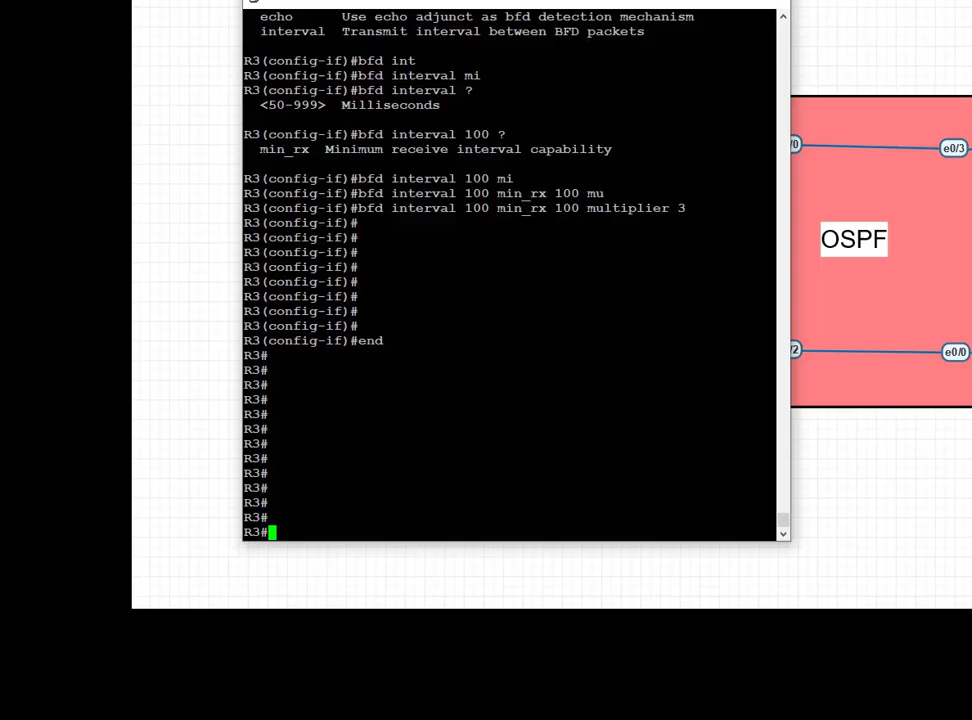 echo      Use echo adjunct as bfd detection mechanism
interval  Transmit interval between BFD packets
R3(config-if)#bfd int
R3(config-if)#bfd interval mi
R3(config-if)#bfd interval ?
<50-999>  Milliseconds
R3(config-if)#bfd interval 100 ?
min_rx  Minimum receive interval capability
R3(config-if)#bfd interval 100 mi
R3(config-if)#bfd interval 100 min_rx 100 mu
R3(config-if)#bfd interval 100 min_rx 100 multiplier 3
R3(config-if)#
R3(config-if)#
R3(config-if)#
R3(config-if)#
R3(config-if)#
R3(config-if)#
R3(config-if)#
R3(config-if)#
R3(config-if)#end
R3#
R3#
R3#
R3#
R3#
R3#
R3#
R3#
R3#
R3#
R3#
R3#
R3#
/0
e0/3
OSPF
/2
e0/0